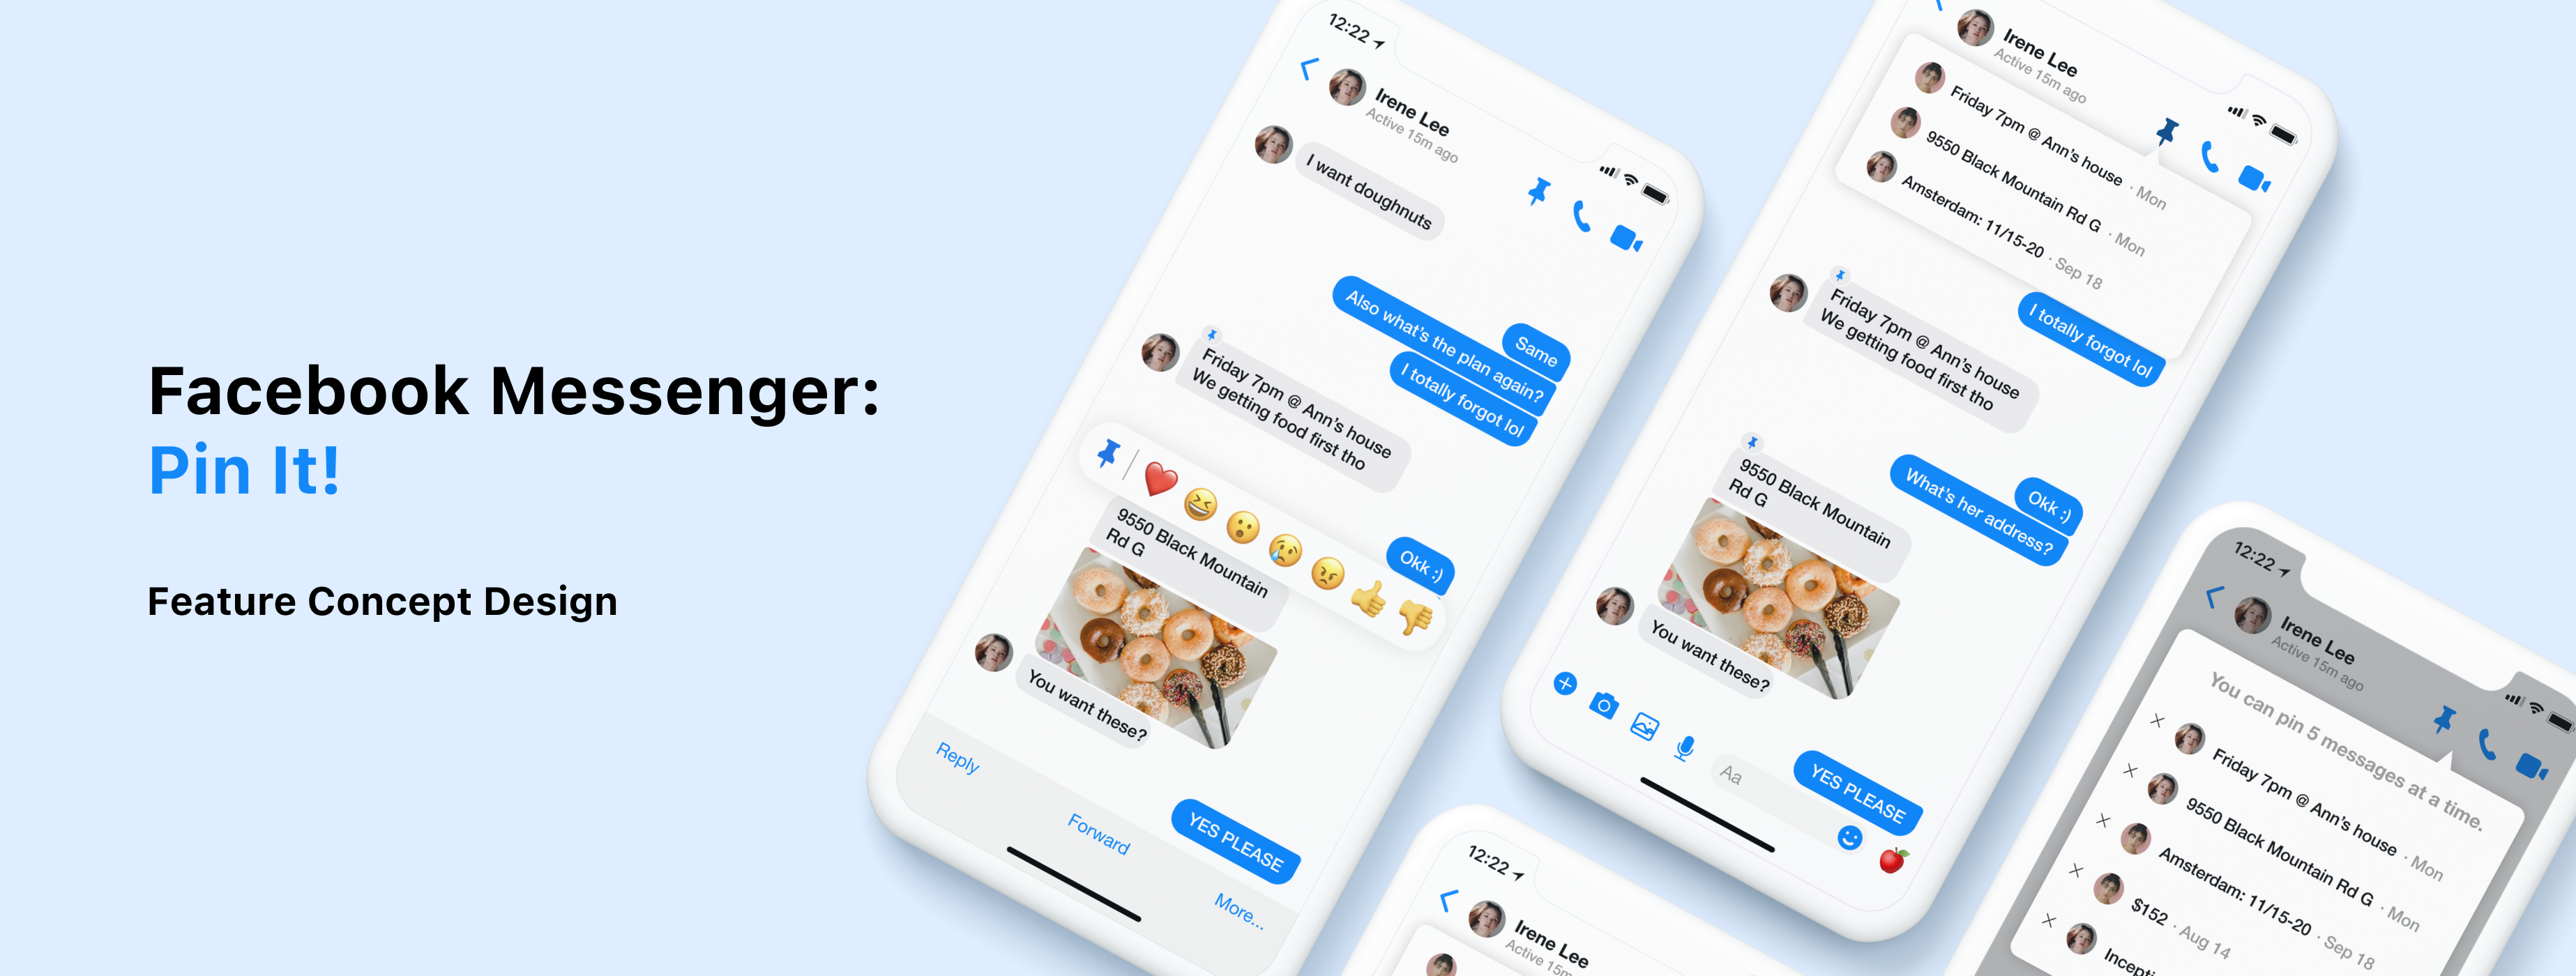 Facebook Messenger:
Pin It!
Feature Concept Design
12:22
Irene Lee
Active 15m ago
I want doughnuts
Same
Also what's the plan again?
I totally forgot lol
Friday 7pm @ Ann's house
We getting food first tho
Okk :)
9550 Black Mountain
Rd G
You want these?
YES PLEASE
Reply
Forward
More...
Irene Lee
Active 15m ago
Friday 7pm @ Ann's house · Mon
9550 Black Mountain Rd G · Mon
Amsterdam: 11/15-20 · Sep 18
I totally forgot lol
Friday 7pm @ Ann's house
We getting food first tho
Okk :)
What's her address?
9550 Black Mountain
Rd G
You want these?
YES PLEASE
Aa
12:22
Irene Lee
Active 15m
12:22
Irene Lee
Active 15m ago
You can pin 5 messages at a time.
Friday 7pm @ Ann's house · Mon
9550 Black Mountain Rd G · Mon
Amsterdam: 11/15-20 · Sep 18
$152 · Aug 14